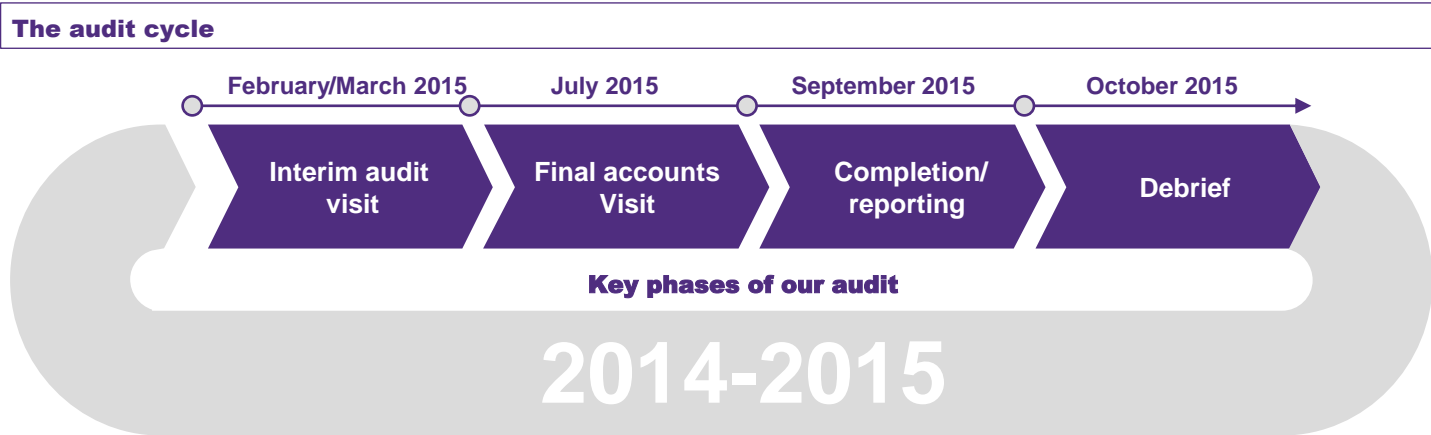 The audit cycle
February/March 2015 July 2015 September 2015 October 2015
Interim audit
visit
Final accounts
Visit
Completion/
reporting
Debrief
Key phases of our audit
2014-2015